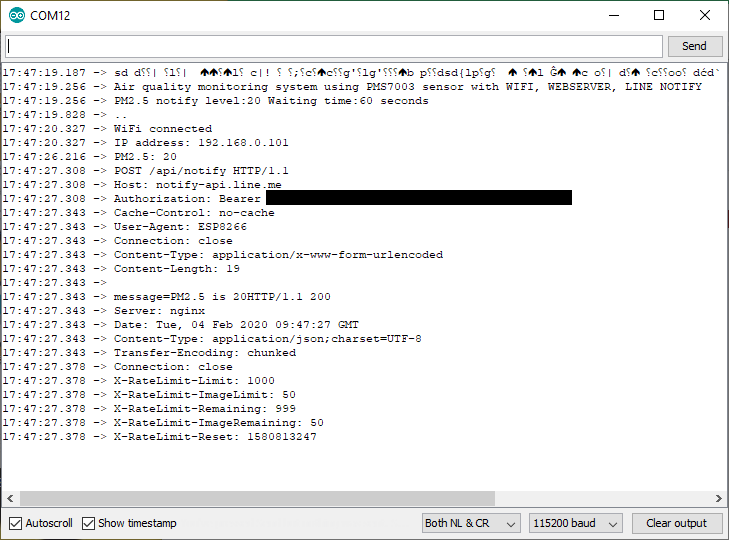 COM12
Send
17:47:19.187 ->
17:47:19.256 -> Air quality monitoring system using PMS7003 sensor with WIFI, WEBSERVER, LINE NOTIFY
17:47:19.256 -> PM2.5 notify level:20 Waiting time:60 seconds
17:47:19.828 -> ..
17:47:20.327 -> WiFi connected
17:47:20.327 -> IP address: 192.168.0.101
17:47:26.216 -> PM2.5: 20
17:47:27.308 -> POST /api/notify HTTP/1.1
17:47:27.308 -> Host: notify-api.line.me
17:47:27.308 -> Authorization: Bearer
17:47:27.343 -> Cache-Control: no-cache
17:47:27.343 -> User-Agent: ESP8266
17:47:27.343 -> Connection: close
17:47:27.343 -> Content-Type: application/x-www-form-urlencoded
17:47:27.343 -> Content-Length: 19
17:47:27.343 ->
17:47:27.343 -> message=PM2.5 is 20HTTP/1.1 200
17:47:27.343 -> Server: nginx
17:47:27.343 -> Date: Tue, 04 Feb 2020 09:47:27 GMT
17:47:27.343 -> Content-Type: application/json;charset=UTF-8
17:47:27.343 -> Transfer-Encoding: chunked
17:47:27.378 -> Connection: close
17:47:27.378 -> X-RateLimit-Limit: 1000
17:47:27.378 -> X-RateLimit-ImageLimit: 50
17:47:27.378 -> X-RateLimit-Remaining: 999
17:47:27.378 -> X-RateLimit-ImageRemaining: 50
17:47:27.378 -> X-RateLimit-Reset: 1580813247
Autoscroll Show timestamp Both NL & CR 115200 baud Clear output